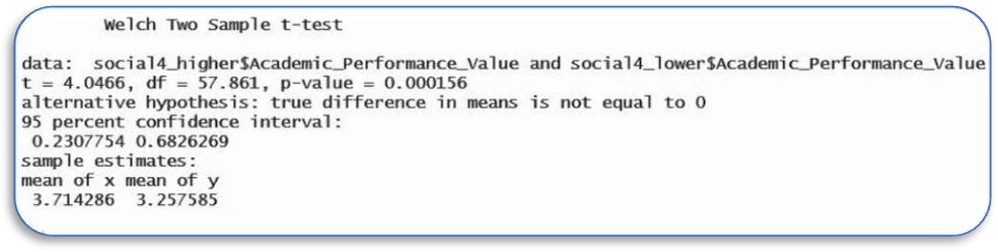 Welch Two Sample t-test
data: social4_higher$Academic_Performance_Value and social4_lower$Academic_Performance_Value
t = 4.0466, df = 57.861, p-value = 0.000156
alternative hypothesis: true difference in means is not equal to 0
95 percent confidence interval:
0.2307754 0.6826269
sample estimates:
mean of x mean of y
3.714286 3.257585